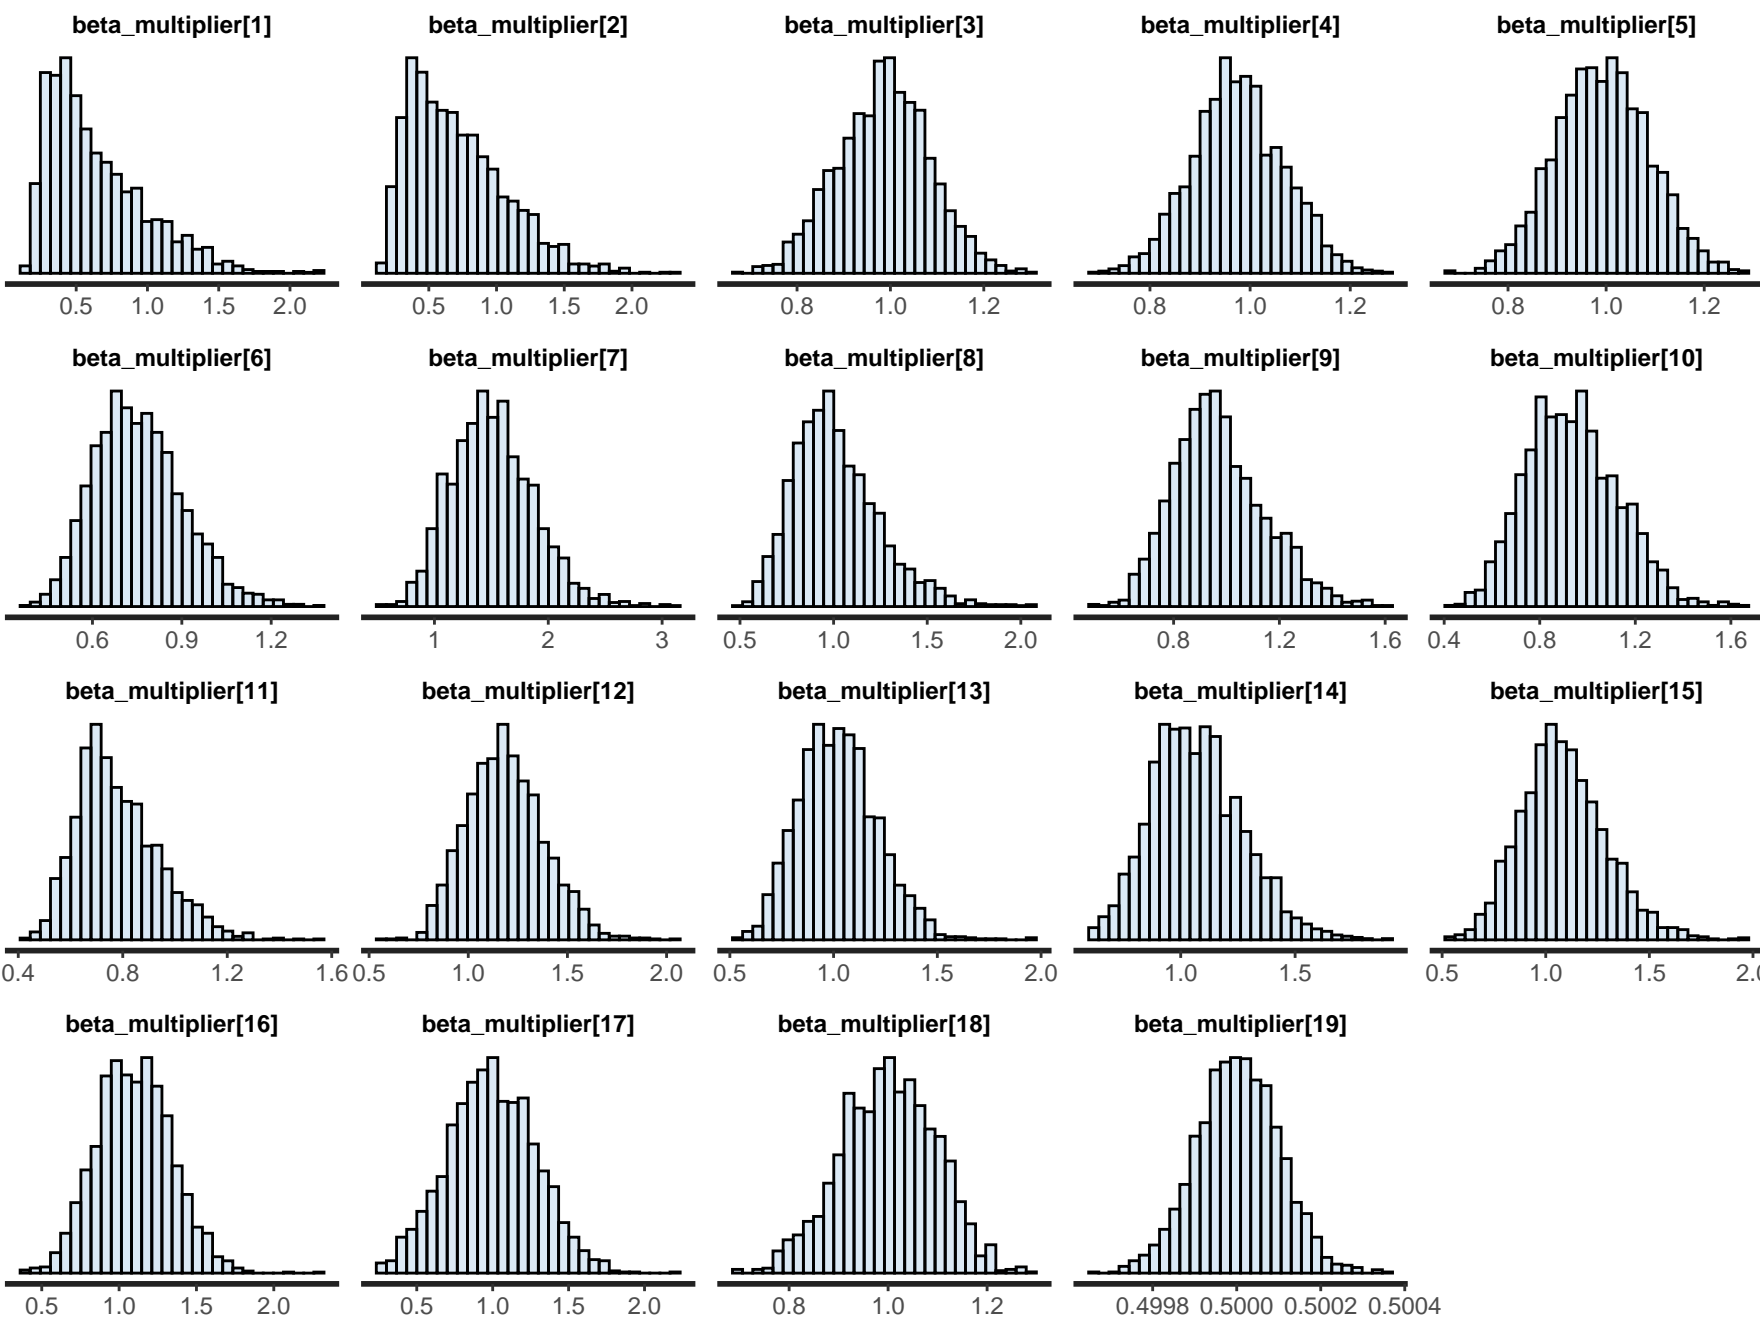 beta_multiplier[1] beta_multiplier[2] beta_multiplier[3] beta_multiplier[4] beta_multiplier[5]
0.5 1.0 1.5 2.0 0.5 1.0 1.5 2.0 0.8 1.0 1.2 0.8 1.0 1.2 0.8 1.0 1.2
beta_multiplier[6] beta_multiplier[7] beta_multiplier[8] beta_multiplier[9] beta_multiplier[10]
0.6 0.9 1.2 1 2 3 0.5 1.0 1.5 2.0 0.8 1.2 1.6 0.4 0.8 1.2 1.6
beta_multiplier[11] beta_multiplier[12] beta_multiplier[13] beta_multiplier[14] beta_multiplier[15]
0.4 0.8 1.2 1.6 0.5 1.0 1.5 2.0 0.5 1.0 1.5 2.0 1.0 1.5 0.5 1.0 1.5 2.0
beta_multiplier[16] beta_multiplier[17] beta_multiplier[18] beta_multiplier[19]
0.5 1.0 1.5 2.0 0.5 1.0 1.5 2.0 0.8 1.0 1.2 0.4998 0.5000 0.5002 0.5004